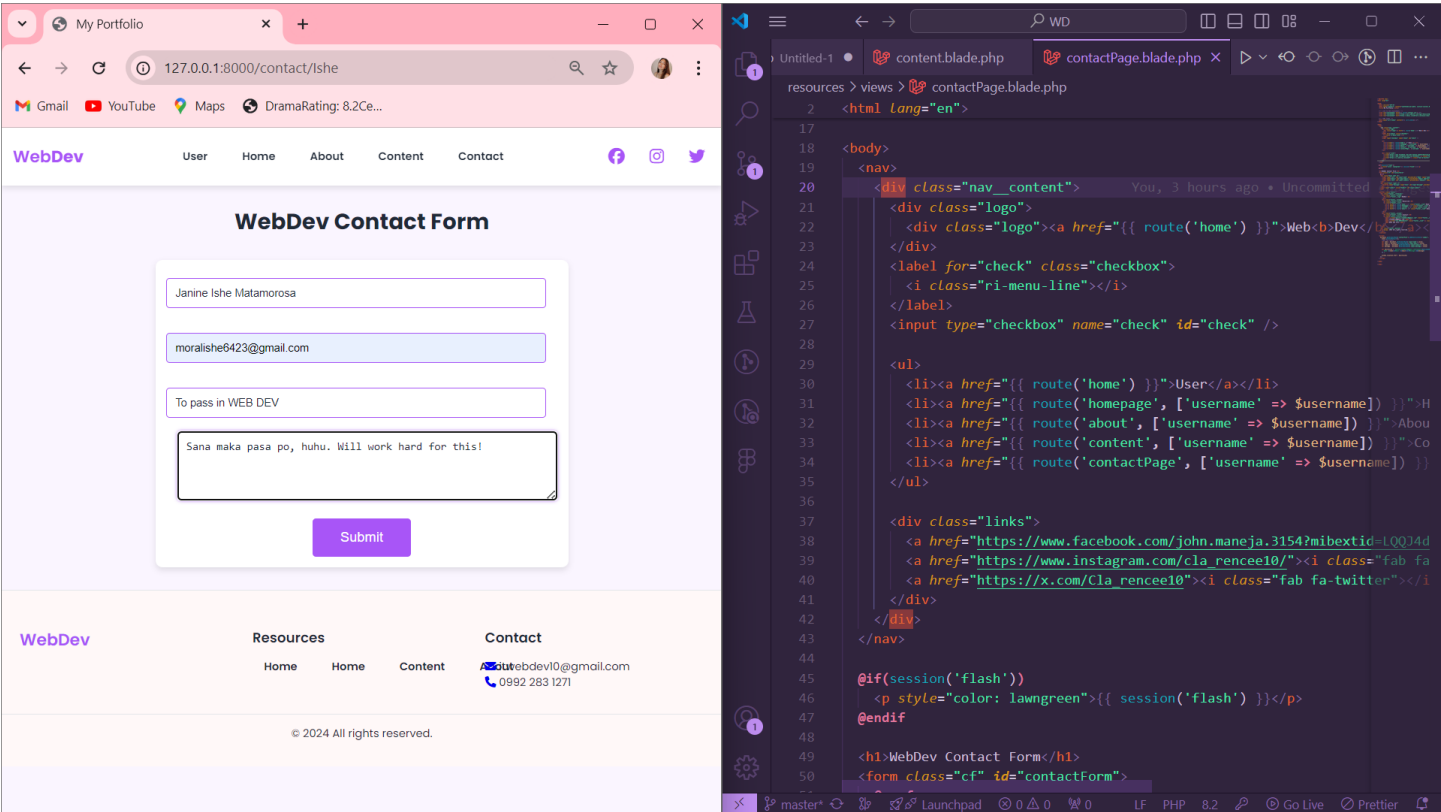 My Portfolio
127.0.0.1:8000/contact/Ishe
Gmail YouTube Maps DramaRating: 8.2Ce...
WebDev User Home About Content Contact
WebDev Contact Form
Janine Ishe Matamorosa
moralishe6423@gmail.com
To pass in WEB DEV
Sana maka pasa po, huhu. Will work hard for this!
Submit
WebDev
Resources
Home Home Content About
Contact
webdev10@gmail.com
0992 283 1271
© 2024 All rights reserved.
WD
Untitled-1 content.blade.php contactPage.blade.php
resources > views > contactPage.blade.php
2 <html lang="en">
17
18 <body>
19 <nav>
20 <div class="nav__content"> You, 3 hours ago • Uncommitted
21 <div class="logo">
22 <div class="logo"><a href="{{ route('home') }}">Web<b>Dev</b></a><
23 </div>
24 <label for="check" class="checkbox">
25 <i class="ri-menu-line"></i>
26 </label>
27 <input type="checkbox" name="check" id="check" />
28
29 <ul>
30 <li><a href="{{ route('home') }}">User</a></li>
31 <li><a href="{{ route('homepage', ['username' => $username]) }}">H
32 <li><a href="{{ route('about', ['username' => $username]) }}">Abou
33 <li><a href="{{ route('content', ['username' => $username]) }}">Co
34 <li><a href="{{ route('contactPage', ['username' => $username]) }}
35 </ul>
36
37 <div class="links">
38 <a href="https://www.facebook.com/john.maneja.3154?mibextid=LQQJ4d
39 <a href="https://www.instagram.com/cla_rencee10/"><i class="fab fa
40 <a href="https://x.com/Cla_rencee10"><i class="fab fa-twitter"></i
41 </div>
42 </div>
43 </nav>
44
45 @if(session('flash'))
46 <p style="color: lawngreen">{{ session('flash') }}</p>
47 @endif
48
49 <h1>WebDev Contact Form</h1>
50 <form class="cf" id="contactForm">
master* Launchpad 0 0 0 LF PHP 8.2 Go Live Prettier